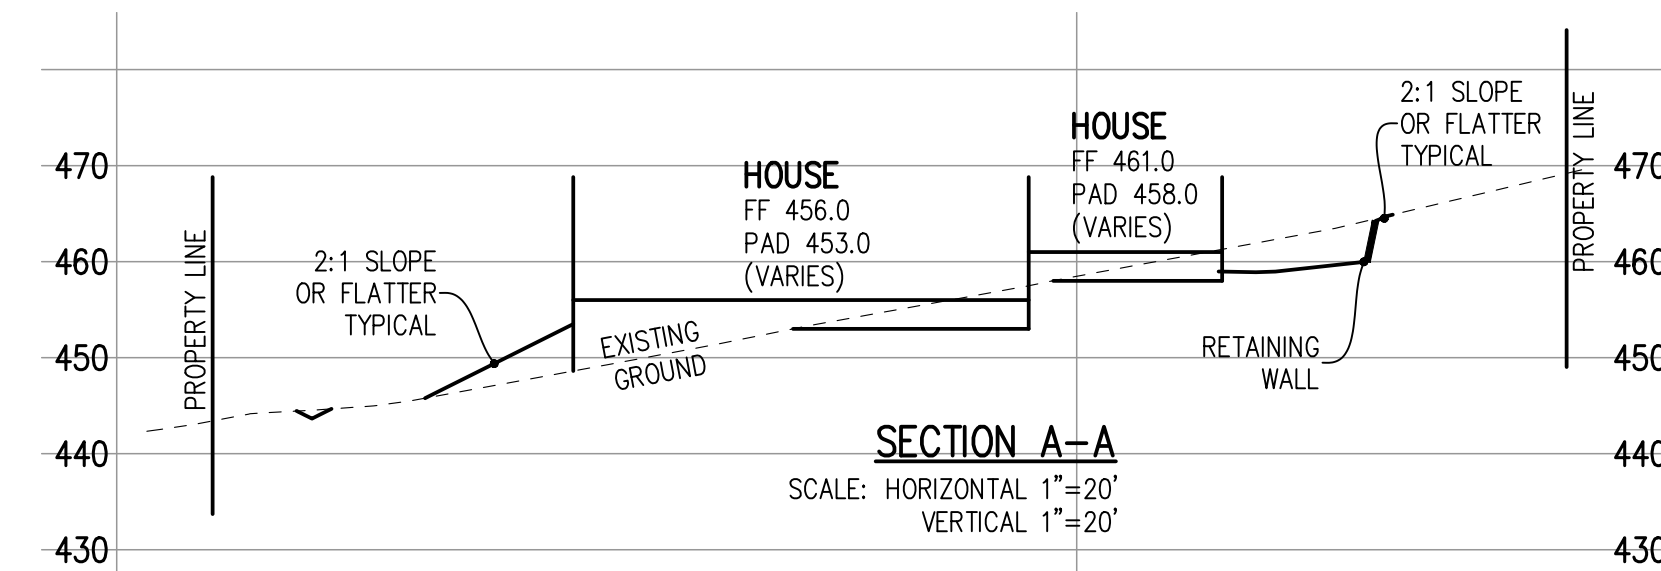 2:1 SLOPE
OR FLATTER
TYPICAL
HOUSE
FF 461.0
PAD 458.0
(VARIES)
HOUSE
FF 456.0
PAD 453.0
(VARIES)
2:1 SLOPE
OR FLATTER
TYPICAL
PROPERTY LINE
PROPERTY LINE
470
470
460
460
450
450
440
440
430
430
EXISTING
GROUND
RETAINING
WALL
SECTION A-A
SCALE: HORIZONTAL 1"=20'
VERTICAL 1"=20'